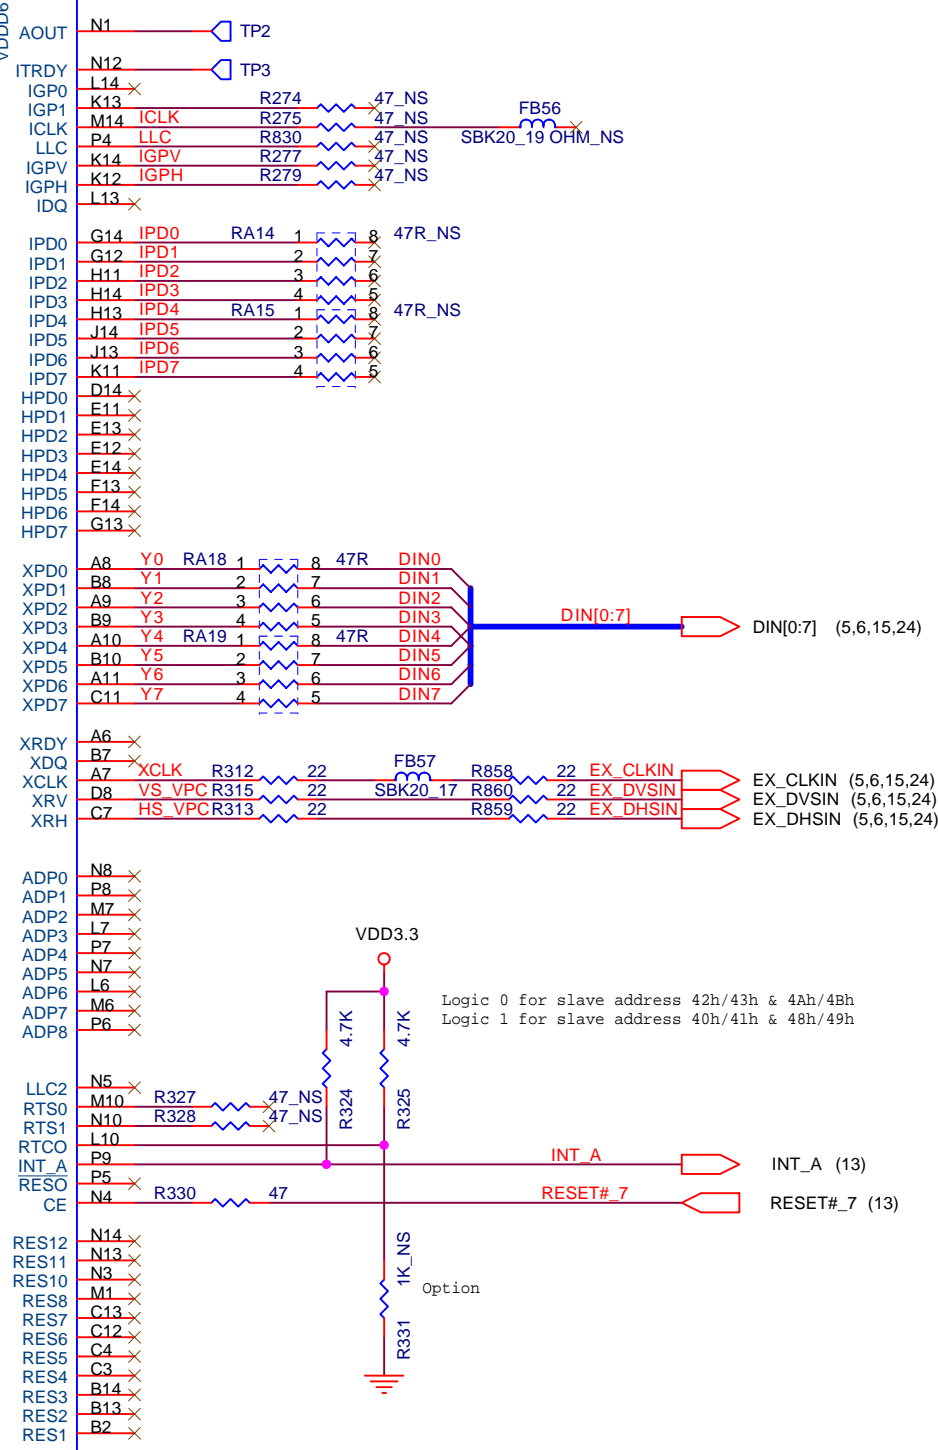 VDDD6
AOUT N1 TP2
ITRDY N12 TP3
IGP0 L14
IGP1 K13 R274 47_NS
ICLK M14 ICLK R275 47_NS FB56 SBK20_19 OHM_NS
LLC P4 LLC R830 47_NS
IGPV K14 IGPV R277 47_NS
IGPH K12 IGPH R279 47_NS
IDQ L13
IPD0 G14 IPD0 RA14 1 8 47R_NS
IPD1 G12 IPD1 2 7
IPD2 H11 IPD2 3 6
IPD3 H14 IPD3 4 5
IPD4 H13 IPD4 RA15 1 8 47R_NS
IPD5 J14 IPD5 2 7
IPD6 J13 IPD6 3 6
IPD7 K11 IPD7 4 5
HPD0 D14
HPD1 E11
HPD2 E13
HPD3 E12
HPD4 E14
HPD5 F13
HPD6 F14
HPD7 G13
XPD0 A8 Y0 RA18 1 8 47R DIN0
XPD1 B8 Y1 2 7 DIN1
XPD2 A9 Y2 3 6 DIN2
XPD3 B9 Y3 4 5 DIN3 DIN[0:7] DIN[0:7] (5,6,15,24)
XPD4 A10 Y4 RA19 1 8 47R DIN4
XPD5 B10 Y5 2 7 DIN5
XPD6 A11 Y6 3 6 DIN6
XPD7 C11 Y7 4 5 DIN7
XRDY A6
XDQ B7
XCLK A7 XCLK R312 22 FB57 SBK20_17 R858 22 EX_CLKIN EX_CLKIN (5,6,15,24)
XRV D8 VS_VPC R315 22 R860 22 EX_DVSIN EX_DVSIN (5,6,15,24)
XRH C7 HS_VPC R313 22 R859 22 EX_DHSIN EX_DHSIN (5,6,15,24)
ADP0 N8
ADP1 P8
ADP2 M7
ADP3 L7
ADP4 P7
ADP5 N7
ADP6 L6
ADP7 M6
ADP8 P6
VDD3.3
Logic 0 for slave address 42h/43h & 4Ah/4Bh
Logic 1 for slave address 40h/41h & 48h/49h
4.7K R324
4.7K R325
LLC2 N5
RTS0 M10 R327 47_NS
RTS1 N10 R328 47_NS
RTCO L10
INT_A P9 INT_A INT_A (13)
RESO P5
CE N4 R330 47 RESET#_7 RESET#_7 (13)
1K_NS R331
Option
RES12 N14
RES11 N13
RES10 N3
RES8 M1
RES7 C13
RES6 C12
RES5 C4
RES4 C3
RES3 B14
RES2 B13
RES1 B2